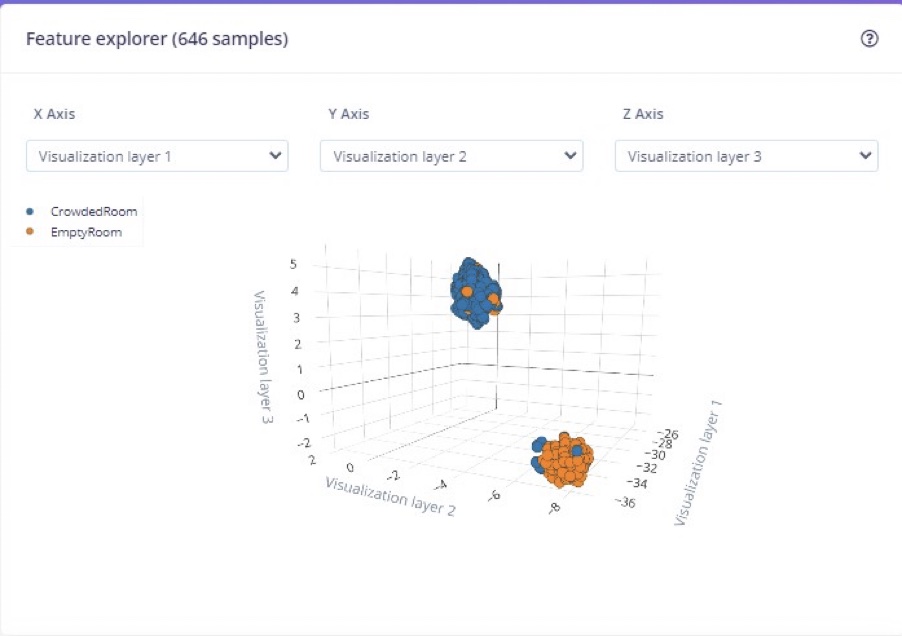 Feature explorer (646 samples)
X Axis
Y Axis
Z Axis
Visualization layer 1
Visualization layer 2
Visualization layer 3
CrowdedRoom
EmptyRoom
5
4
3
2
1
0
−1
−2
Visualization layer 3
2
0
−2
−4
−6
−8
Visualization layer 2
−26
−28
−30
−32
−34
−36
Visualization layer 1